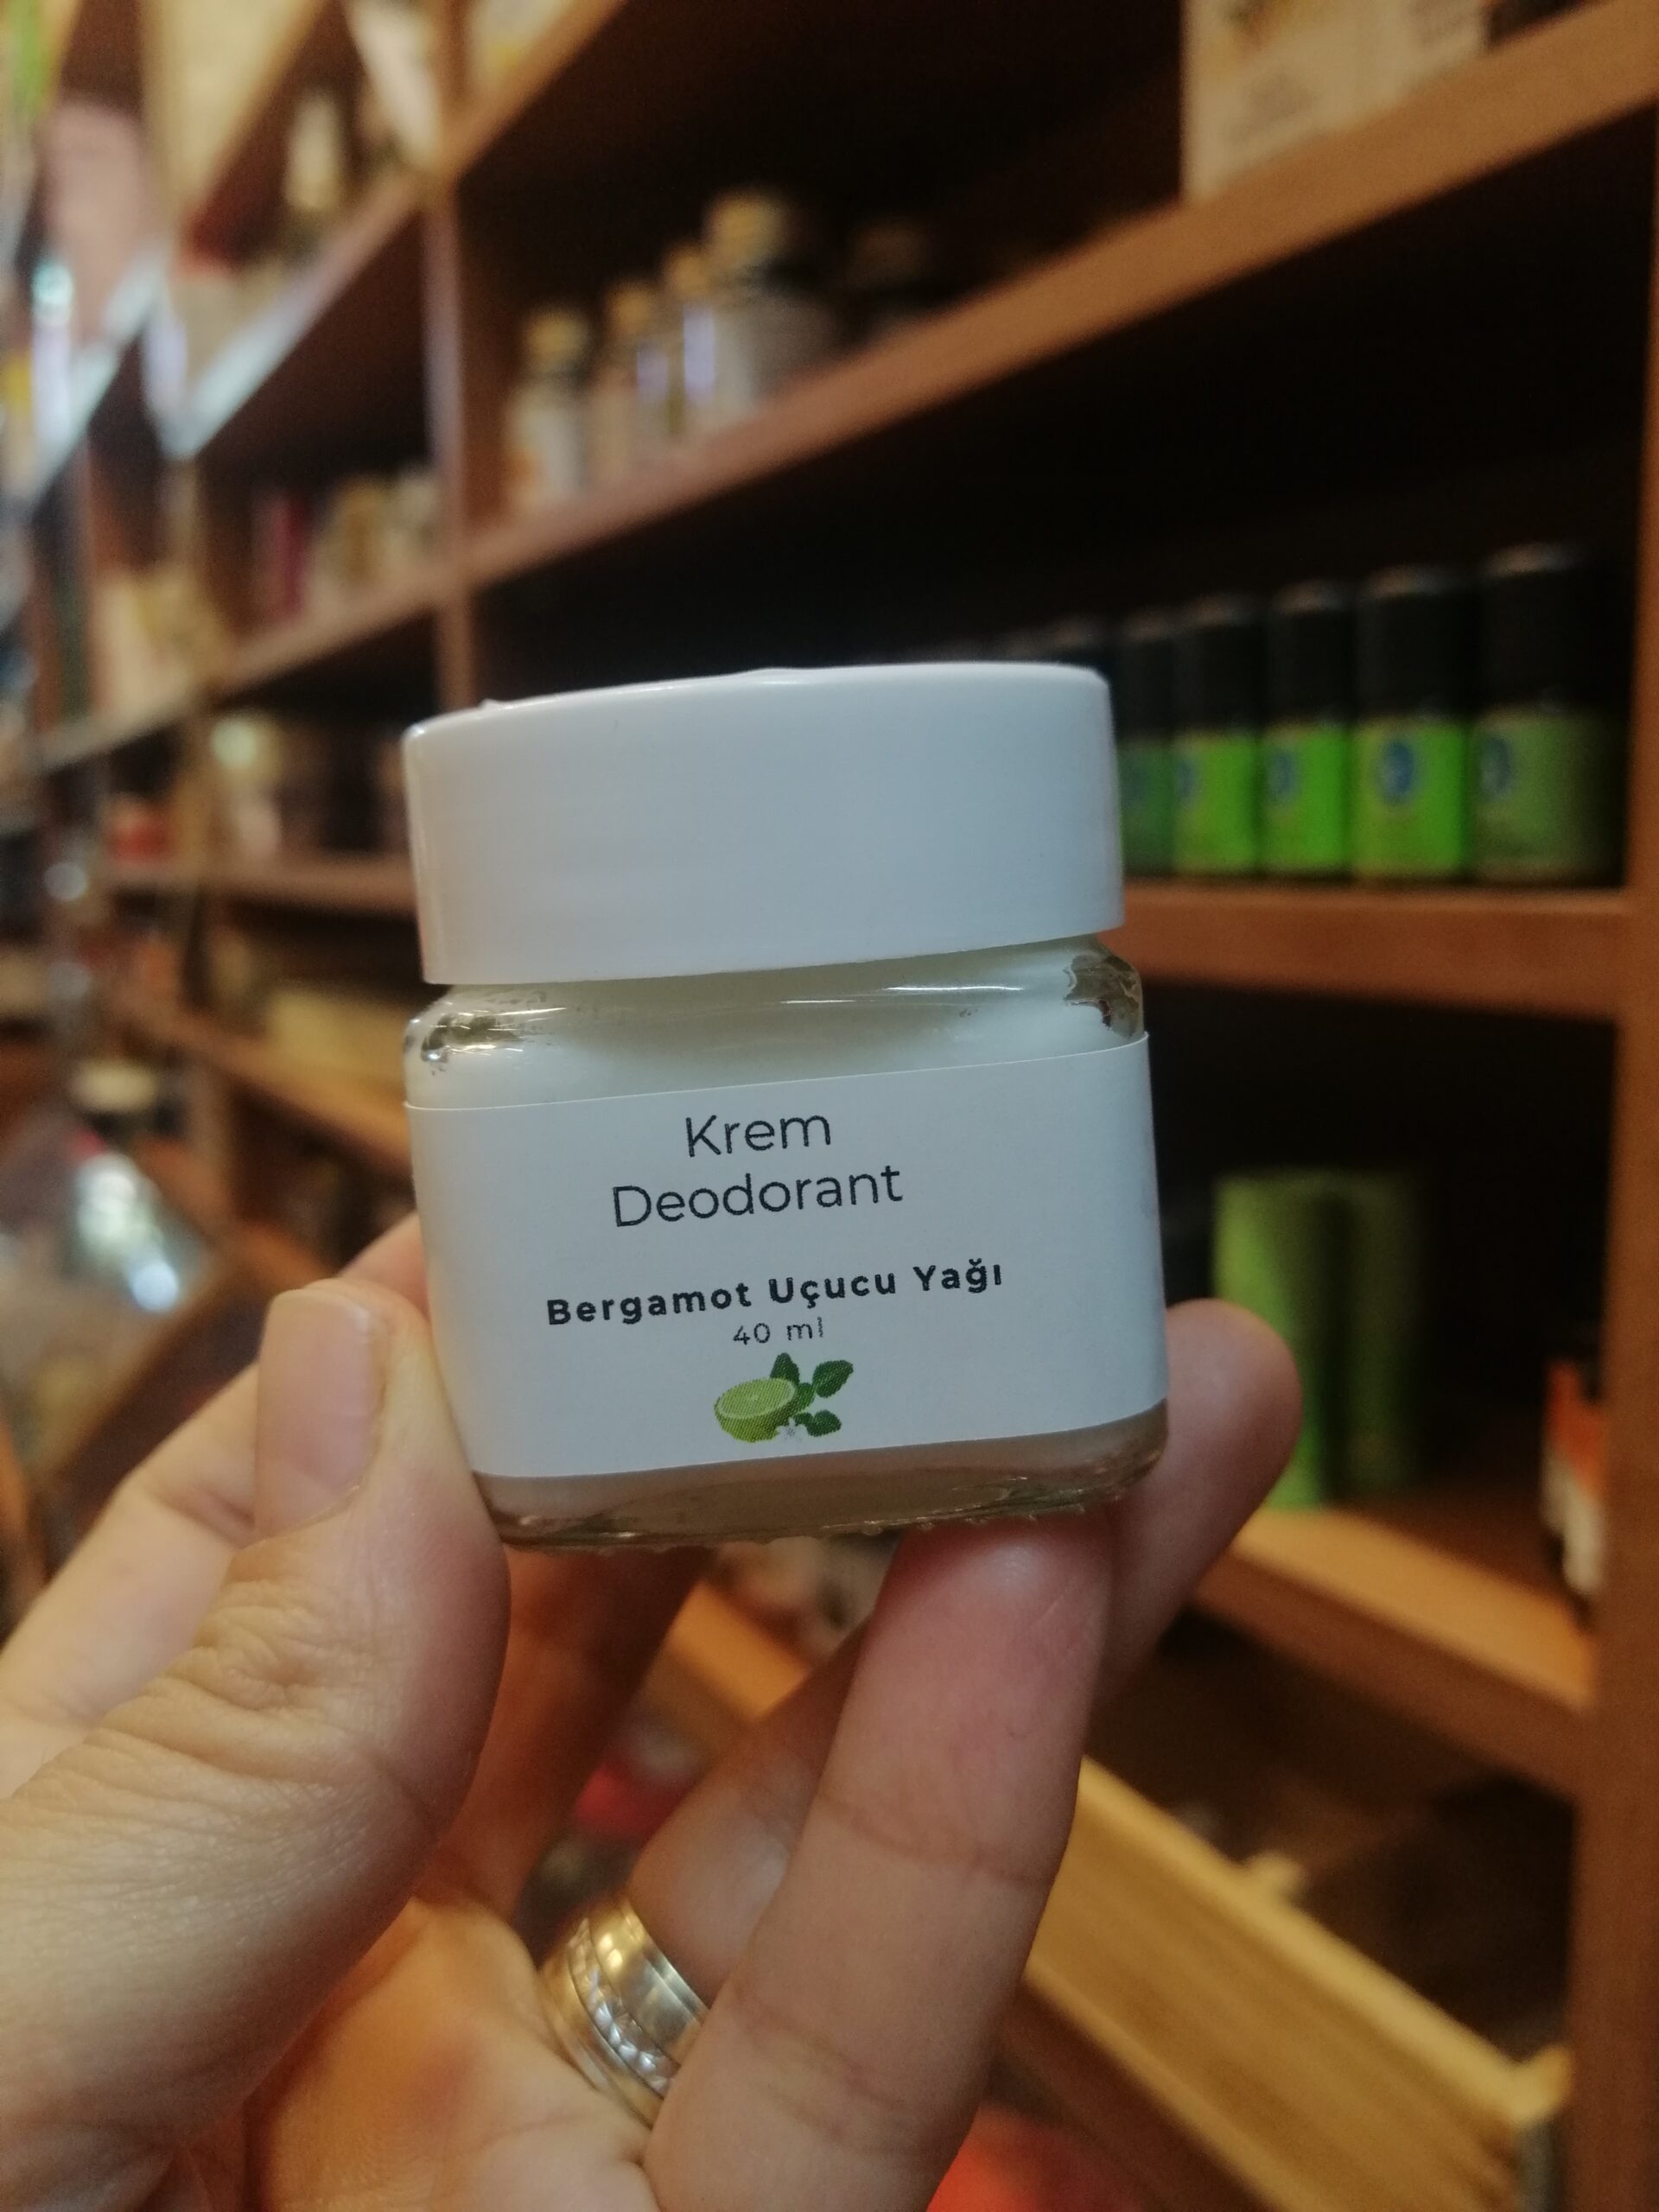 Krem
Deodorant
Bergamot Uçucu Yağı
40 ml